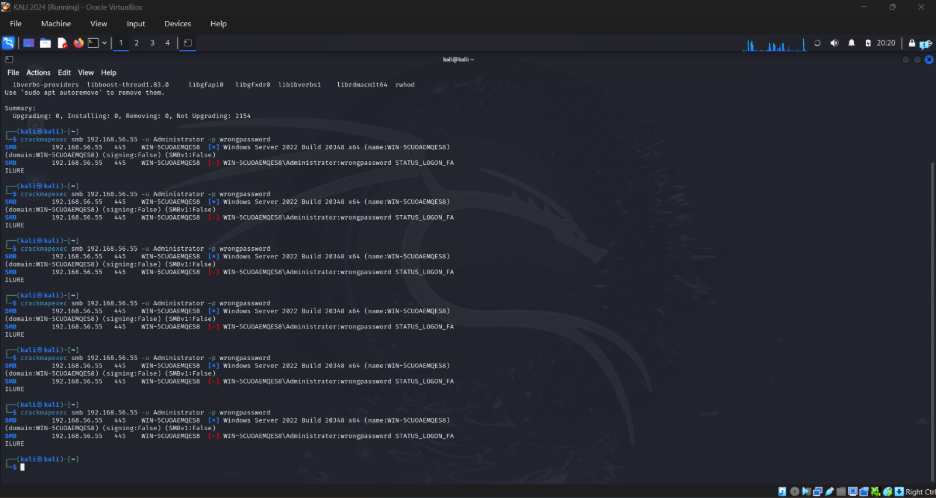 KALI 2024 [Running] - Oracle VirtualBox
File Machine View Input Devices Help
1 2 3 4 20:20
kali@kali: ~
File Actions Edit View Help
ibverbs-providers libboost-thread1.83.0 libgfapi0 libgfxdr0 libibverbs1 librdmacm1t64 rwhod
Use 'sudo apt autoremove' to remove them.
Summary:
Upgrading: 0, Installing: 0, Removing: 0, Not Upgrading: 2154
┌──(kali㉿kali)-[~]
└─$ crackmapexec smb 192.168.56.55 -u Administrator -p wrongpassword
SMB 192.168.56.55 445 WIN-5CUOAEMQES8 [*] Windows Server 2022 Build 20348 x64 (name:WIN-5CUOAEMQES8)
(domain:WIN-5CUOAEMQES8) (signing:False) (SMBv1:False)
SMB 192.168.56.55 445 WIN-5CUOAEMQES8 [-] WIN-5CUOAEMQES8\Administrator:wrongpassword STATUS_LOGON_FA
ILURE
┌──(kali㉿kali)-[~]
└─$ crackmapexec smb 192.168.56.55 -u Administrator -p wrongpassword
SMB 192.168.56.55 445 WIN-5CUOAEMQES8 [*] Windows Server 2022 Build 20348 x64 (name:WIN-5CUOAEMQES8)
(domain:WIN-5CUOAEMQES8) (signing:False) (SMBv1:False)
SMB 192.168.56.55 445 WIN-5CUOAEMQES8 [-] WIN-5CUOAEMQES8\Administrator:wrongpassword STATUS_LOGON_FA
ILURE
┌──(kali㉿kali)-[~]
└─$ crackmapexec smb 192.168.56.55 -u Administrator -p wrongpassword
SMB 192.168.56.55 445 WIN-5CUOAEMQES8 [*] Windows Server 2022 Build 20348 x64 (name:WIN-5CUOAEMQES8)
(domain:WIN-5CUOAEMQES8) (signing:False) (SMBv1:False)
SMB 192.168.56.55 445 WIN-5CUOAEMQES8 [-] WIN-5CUOAEMQES8\Administrator:wrongpassword STATUS_LOGON_FA
ILURE
┌──(kali㉿kali)-[~]
└─$ crackmapexec smb 192.168.56.55 -u Administrator -p wrongpassword
SMB 192.168.56.55 445 WIN-5CUOAEMQES8 [*] Windows Server 2022 Build 20348 x64 (name:WIN-5CUOAEMQES8)
(domain:WIN-5CUOAEMQES8) (signing:False) (SMBv1:False)
SMB 192.168.56.55 445 WIN-5CUOAEMQES8 [-] WIN-5CUOAEMQES8\Administrator:wrongpassword STATUS_LOGON_FA
ILURE
┌──(kali㉿kali)-[~]
└─$ crackmapexec smb 192.168.56.55 -u Administrator -p wrongpassword
SMB 192.168.56.55 445 WIN-5CUOAEMQES8 [*] Windows Server 2022 Build 20348 x64 (name:WIN-5CUOAEMQES8)
(domain:WIN-5CUOAEMQES8) (signing:False) (SMBv1:False)
SMB 192.168.56.55 445 WIN-5CUOAEMQES8 [-] WIN-5CUOAEMQES8\Administrator:wrongpassword STATUS_LOGON_FA
ILURE
┌──(kali㉿kali)-[~]
└─$ crackmapexec smb 192.168.56.55 -u Administrator -p wrongpassword
SMB 192.168.56.55 445 WIN-5CUOAEMQES8 [*] Windows Server 2022 Build 20348 x64 (name:WIN-5CUOAEMQES8)
(domain:WIN-5CUOAEMQES8) (signing:False) (SMBv1:False)
SMB 192.168.56.55 445 WIN-5CUOAEMQES8 [-] WIN-5CUOAEMQES8\Administrator:wrongpassword STATUS_LOGON_FA
ILURE
┌──(kali㉿kali)-[~]
└─$
Right Ctrl